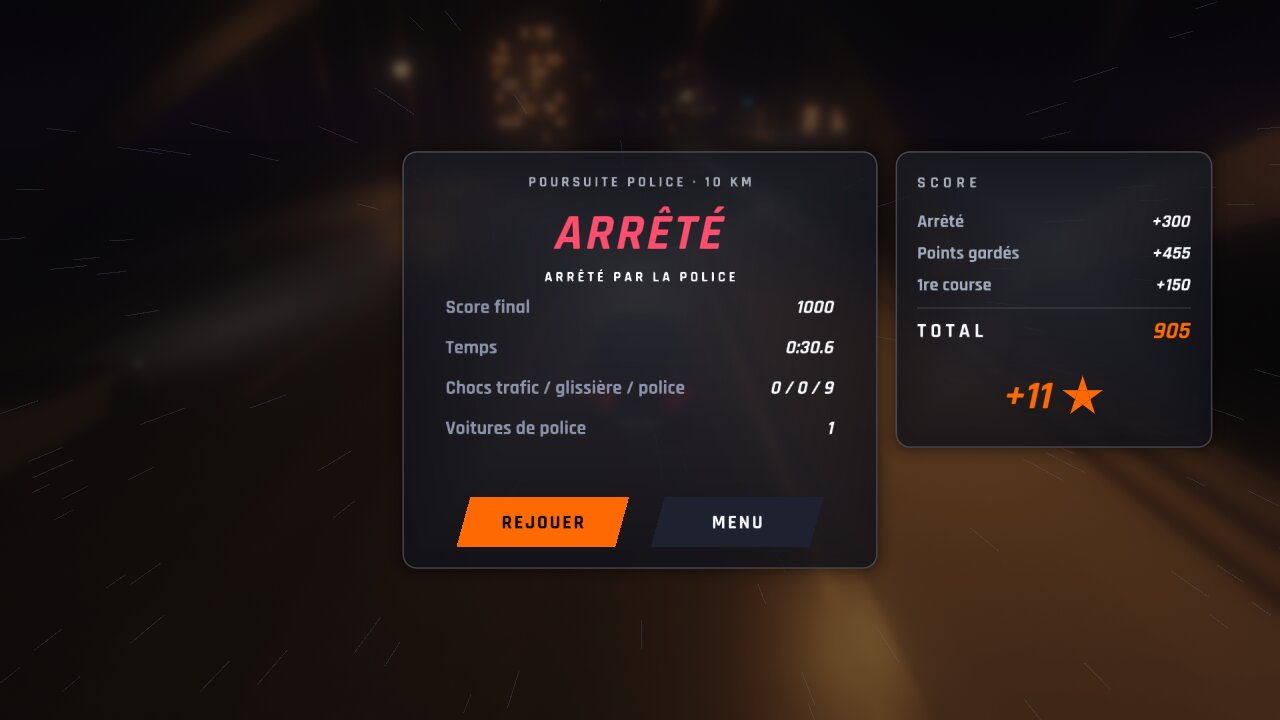 POURSUITE POLICE · 10 KM
ARRÊTÉ
ARRÊTÉ PAR LA POLICE
Score final 1000
Temps 0:30.6
Chocs trafic / glissière / police 0 / 0 / 9
Voitures de police 1
REJOUER
MENU
SCORE
Arrêté +300
Points gardés +455
1re course +150
TOTAL 905
+11